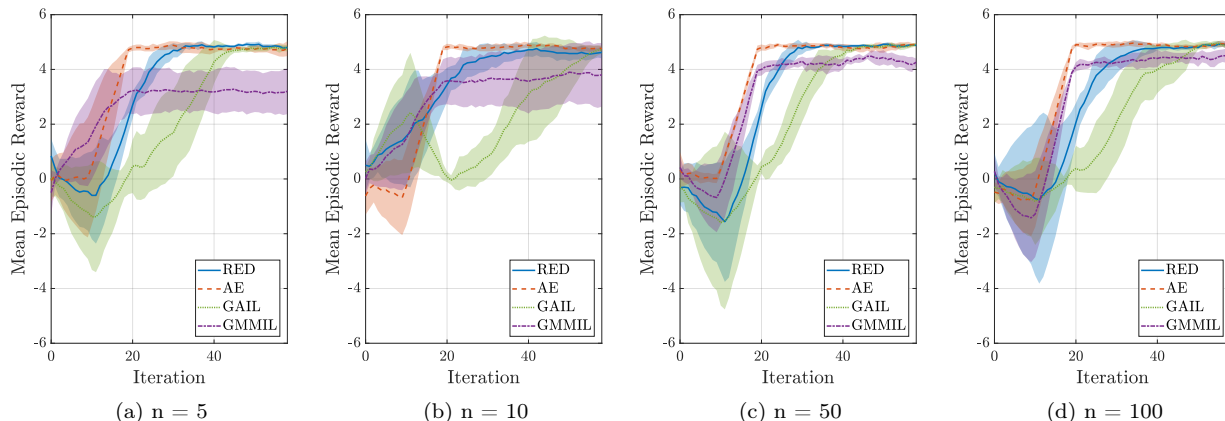 Mean Episodic Reward
6
4
2
0
-2
-4
-6
0
20
40
RED
AE
GAIL
GMMIL
Iteration
(a) n = 5
Mean Episodic Reward
6
4
2
0
-2
-4
-6
0
20
40
RED
AE
GAIL
GMMIL
Iteration
(b) n = 10
Mean Episodic Reward
6
4
2
0
-2
-4
-6
0
20
40
RED
AE
GAIL
GMMIL
Iteration
(c) n = 50
Mean Episodic Reward
6
4
2
0
-2
-4
-6
0
20
40
RED
AE
GAIL
GMMIL
Iteration
(d) n = 100